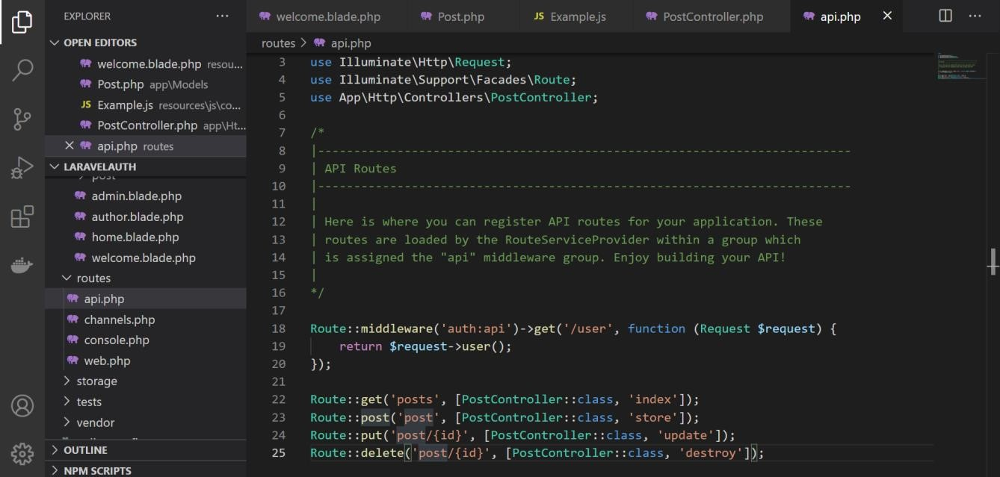 EXPLORER
OPEN EDITORS
welcome.blade.php resou...
Post.php app\Models
JS Example.js resources\js\co...
PostController.php app\Ht...
api.php routes
LARAVELAUTH
post
admin.blade.php
author.blade.php
home.blade.php
welcome.blade.php
routes
api.php
channels.php
console.php
web.php
storage
tests
vendor
OUTLINE
NPM SCRIPTS
welcome.blade.php Post.php JS Example.js PostController.php api.php
routes > api.php
3 use Illuminate\Http\Request;
4 use Illuminate\Support\Facades\Route;
5 use App\Http\Controllers\PostController;
6
7 /*
8 |--------------------------------------------------------------------------
9 | API Routes
10 |--------------------------------------------------------------------------
11 |
12 | Here is where you can register API routes for your application. These
13 | routes are loaded by the RouteServiceProvider within a group which
14 | is assigned the "api" middleware group. Enjoy building your API!
15 |
16 */
17
18 Route::middleware('auth:api')->get('/user', function (Request $request) {
19     return $request->user();
20 });
21
22 Route::get('posts', [PostController::class, 'index']);
23 Route::post('post', [PostController::class, 'store']);
24 Route::put('post/{id}', [PostController::class, 'update']);
25 Route::delete('post/{id}', [PostController::class, 'destroy']);